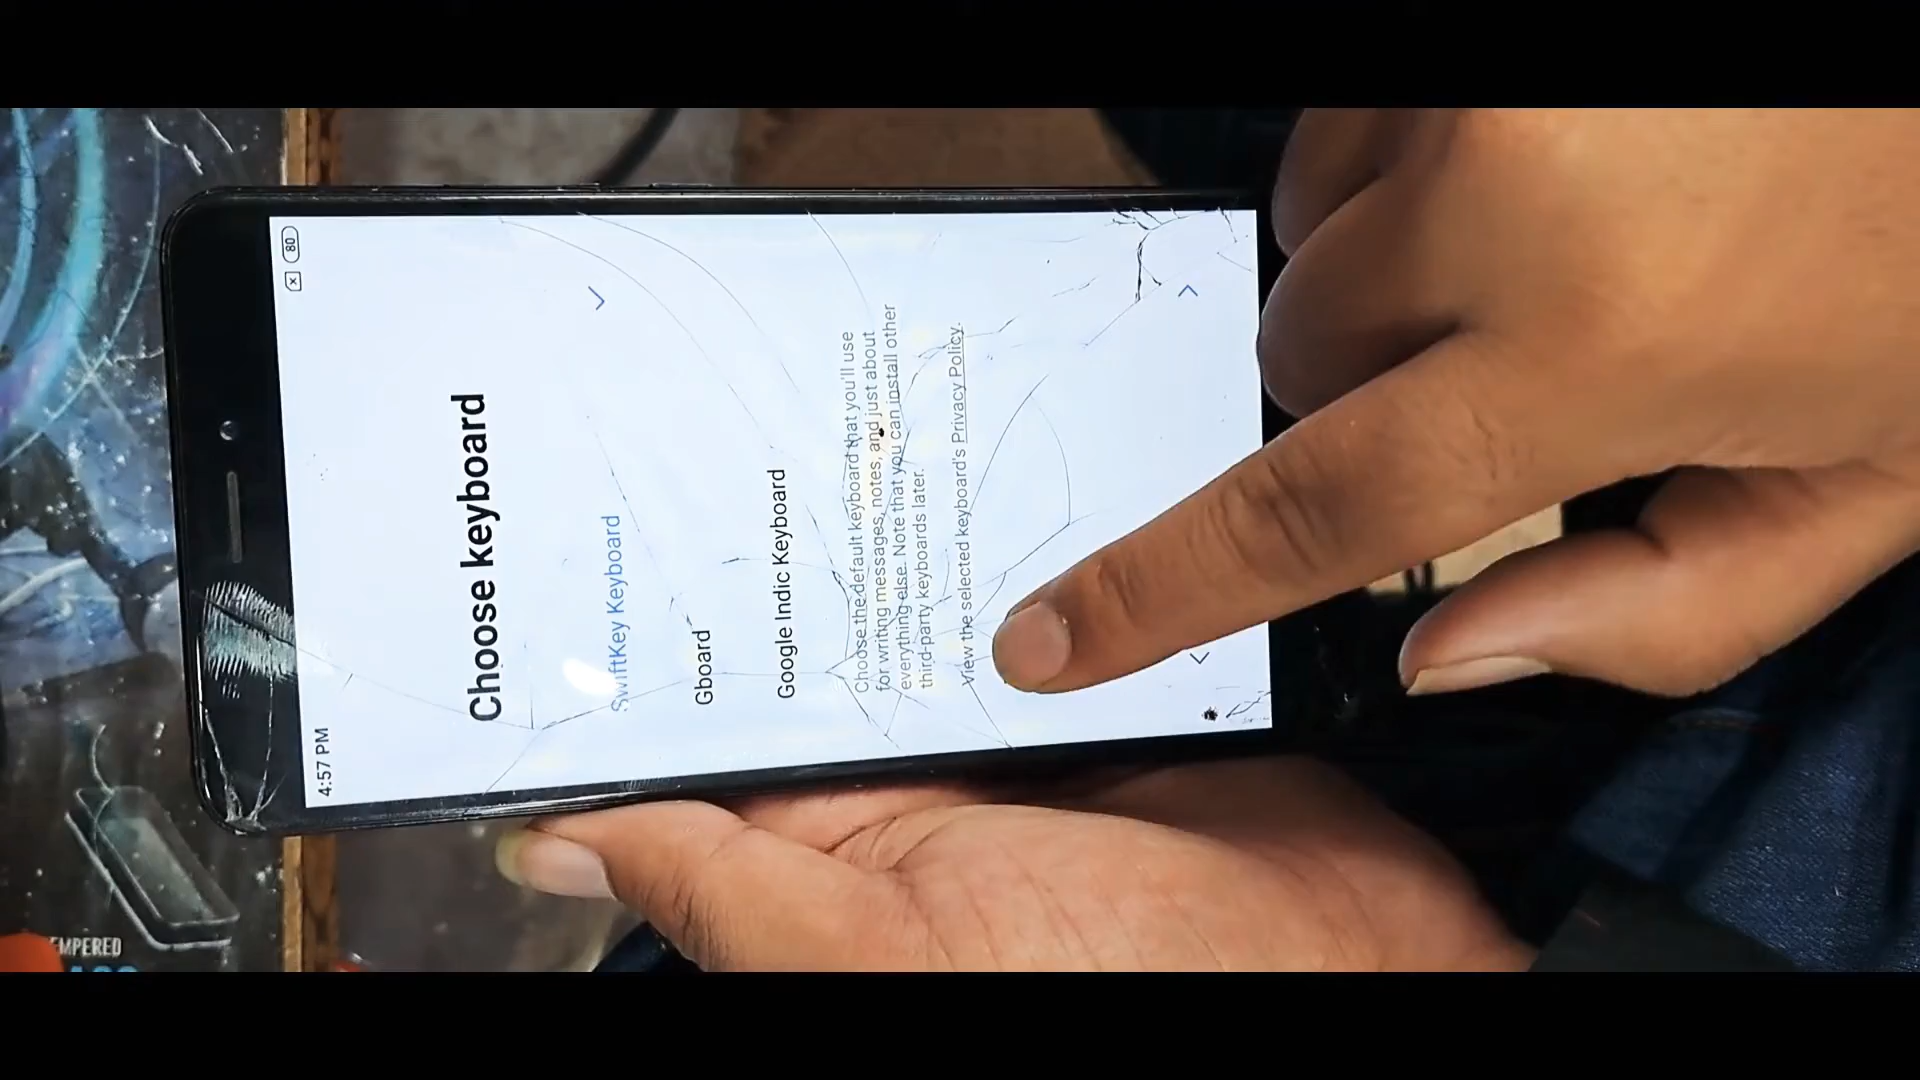 4:57 PM
80
Choose keyboard
SwiftKey Keyboard
Gboard
Google Indic Keyboard
Choose the default keyboard that you'll use
for writing messages, notes, and just about
everything else. Note that you can install other
third-party keyboards later.
View the selected keyboard's Privacy Policy.